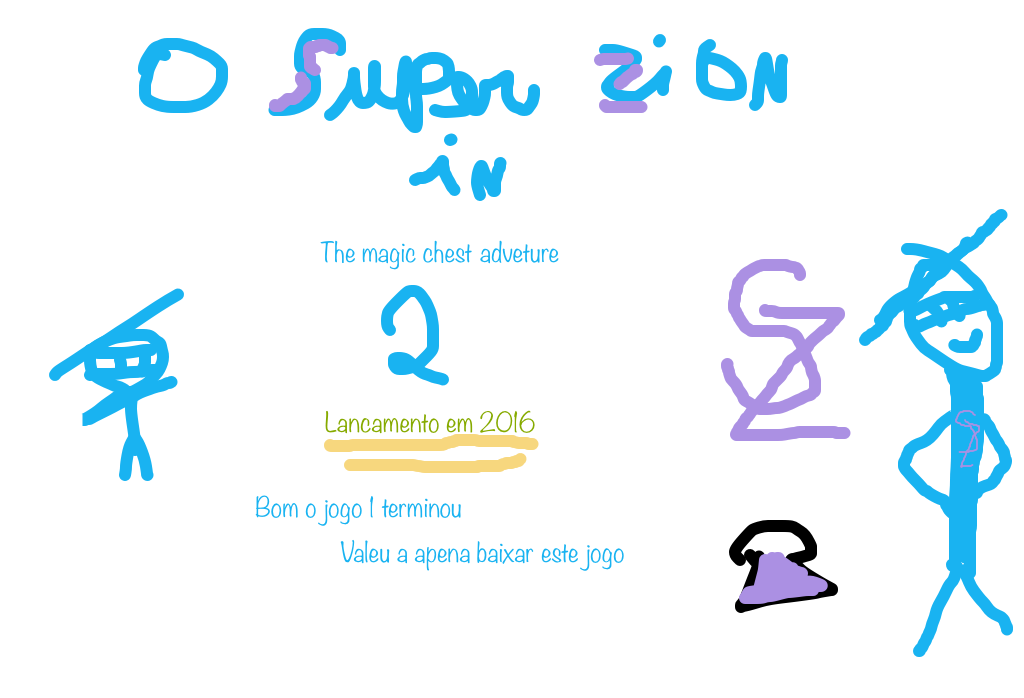 O Super ZiON
in
The magic chest adveture
2
SZ
Lancamento em 2016
SZ
Bom o jogo 1 terminou
Valeu a apena baixar este jogo